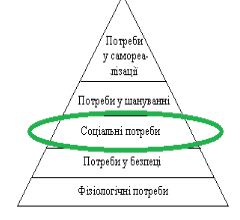 Потреби
у самореа-
лізації
Потреби у шануванні
Соціальні потреби
Потреби у безпеці
Фізіологічні потреби